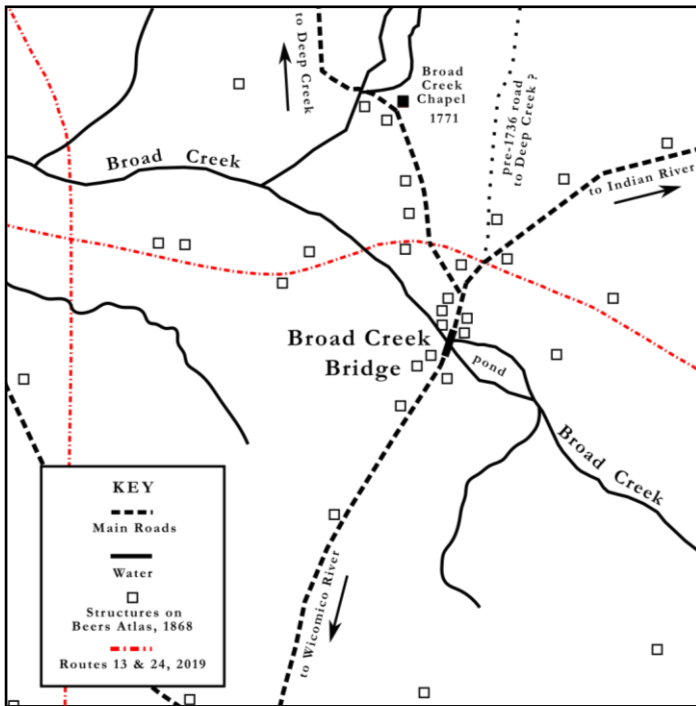 to Deep Creek
Broad
Creek
Chapel
1771
pre-1736 road
to Deep Creek ?
Broad Creek
to Indian River
Broad Creek
Bridge
pond
Broad Creek
to Wicomico River
KEY
Main Roads
Water
Structures on
Beers Atlas, 1868
Routes 13 & 24, 2019